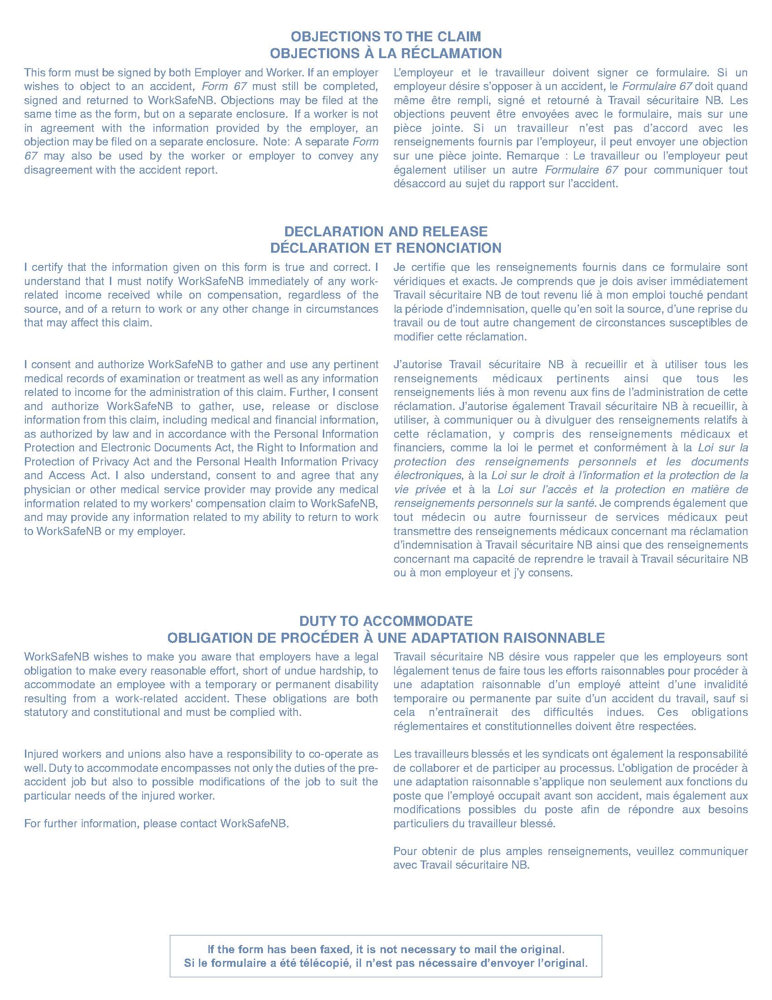 OBJECTIONS TO THE CLAIM
OBJECTIONS À LA RÉCLAMATION
This form must be signed by both Employer and Worker. If an employer
wishes to object to an accident, Form 67 must still be completed,
signed and returned to WorkSafeNB. Objections may be filed at the
same time as the form, but on a separate enclosure. If a worker is not
in agreement with the information provided by the employer, an
objection may be filed on a separate enclosure. Note: A separate Form
67 may also be used by the worker or employer to convey any
disagreement with the accident report.
L'employeur et le travailleur doivent signer ce formulaire. Si un
employeur désire s'opposer à un accident, le Formulaire 67 doit quand
même être rempli, signé et retourné à Travail sécuritaire NB. Les
objections peuvent être envoyées avec le formulaire, mais sur une
pièce jointe. Si un travailleur n'est pas d'accord avec les
renseignements fournis par l'employeur, il peut envoyer une objection
sur une pièce jointe. Remarque : Le travailleur ou l'employeur peut
également utiliser un autre Formulaire 67 pour communiquer tout
désaccord au sujet du rapport sur l'accident.
DECLARATION AND RELEASE
DÉCLARATION ET RENONCIATION
I certify that the information given on this form is true and correct. I
understand that I must notify WorkSafeNB immediately of any work-
related income received while on compensation, regardless of the
source, and of a return to work or any other change in circumstances
that may affect this claim.
I consent and authorize WorkSafeNB to gather and use any pertinent
medical records of examination or treatment as well as any information
related to income for the administration of this claim. Further, I consent
and authorize WorkSafeNB to gather, use, release or disclose
information from this claim, including medical and financial information,
as authorized by law and in accordance with the Personal Information
Protection and Electronic Documents Act, the Right to Information and
Protection of Privacy Act and the Personal Health Information Privacy
and Access Act. I also understand, consent to and agree that any
physician or other medical service provider may provide any medical
information related to my workers' compensation claim to WorkSafeNB,
and may provide any information related to my ability to return to work
to WorkSafeNB or my employer.
Je certifie que les renseignements fournis dans ce formulaire sont
véridiques et exacts. Je comprends que je dois aviser immédiatement
Travail sécuritaire NB de tout revenu lié à mon emploi touché pendant
la période d'indemnisation, quelle qu'en soit la source, d'une reprise du
travail ou de tout autre changement de circonstances susceptibles de
modifier cette réclamation.
J'autorise Travail sécuritaire NB à recueillir et à utiliser tous les
renseignements médicaux pertinents ainsi que tous les
renseignements liés à mon revenu aux fins de l'administration de cette
réclamation. J'autorise également Travail sécuritaire NB à recueillir, à
utiliser, à communiquer ou à divulguer des renseignements relatifs à
cette réclamation, y compris des renseignements médicaux et
financiers, comme la loi le permet et conformément à la Loi sur la
protection des renseignements personnels et les documents
électroniques, à la Loi sur le droit à l'information et la protection de la
vie privée et à la Loi sur l'accès et la protection en matière de
renseignements personnels sur la santé. Je comprends également que
tout médecin ou autre fournisseur de services médicaux peut
transmettre des renseignements médicaux concernant ma réclamation
d'indemnisation à Travail sécuritaire NB ainsi que des renseignements
concernant ma capacité de reprendre le travail à Travail sécuritaire NB
ou à mon employeur et j'y consens.
DUTY TO ACCOMMODATE
OBLIGATION DE PROCÉDER À UNE ADAPTATION RAISONNABLE
WorkSafeNB wishes to make you aware that employers have a legal
obligation to make every reasonable effort, short of undue hardship, to
accommodate an employee with a temporary or permanent disability
resulting from a work-related accident. These obligations are both
statutory and constitutional and must be complied with.
Injured workers and unions also have a responsibility to co-operate as
well. Duty to accommodate encompasses not only the duties of the pre-
accident job but also to possible modifications of the job to suit the
particular needs of the injured worker.
For further information, please contact WorkSafeNB.
Travail sécuritaire NB désire vous rappeler que les employeurs sont
légalement tenus de faire tous les efforts raisonnables pour procéder à
une adaptation raisonnable d'un employé atteint d'une invalidité
temporaire ou permanente par suite d'un accident du travail, sauf si
cela n'entraînerait des difficultés indues. Ces obligations
réglementaires et constitutionnelles doivent être respectées.
Les travailleurs blessés et les syndicats ont également la responsabilité
de collaborer et de participer au processus. L'obligation de procéder à
une adaptation raisonnable s'applique non seulement aux fonctions du
poste que l'employé occupait avant son accident, mais également aux
modifications possibles du poste afin de répondre aux besoins
particuliers du travailleur blessé.
Pour obtenir de plus amples renseignements, veuillez communiquer
avec Travail sécuritaire NB.
If the form has been faxed, it is not necessary to mail the original.
Si le formulaire a été télécopié, il n'est pas nécessaire d'envoyer l'original.